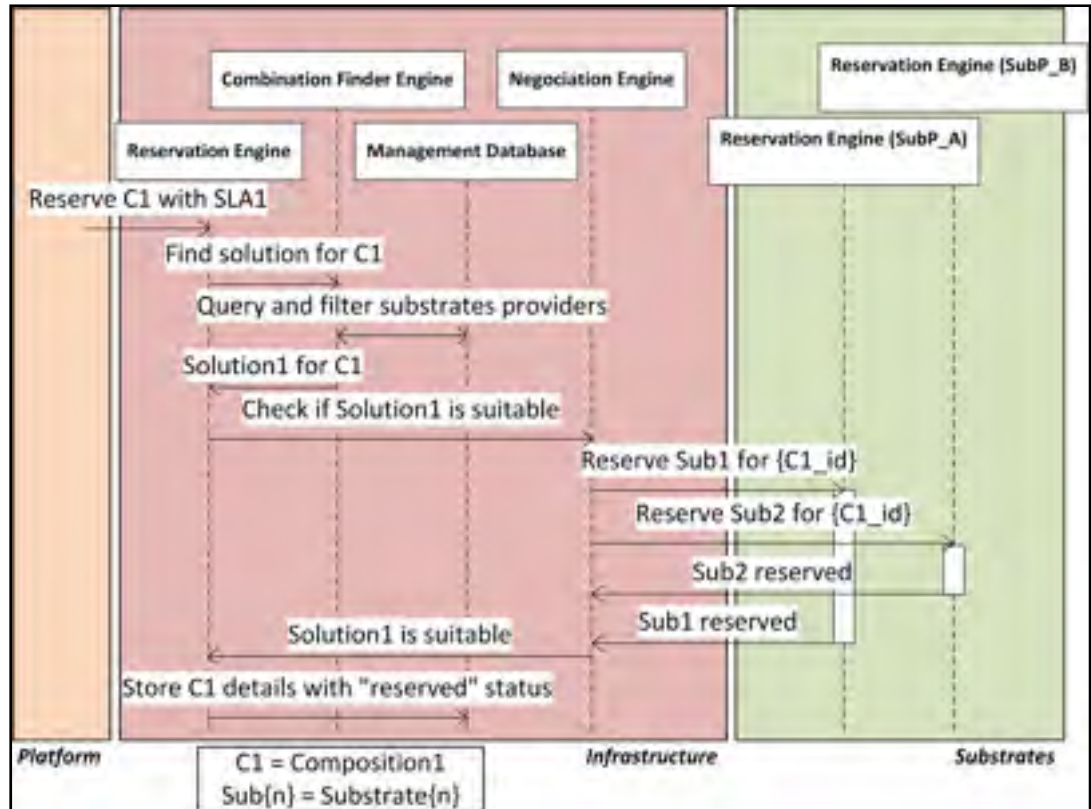 Reservation Engine (SubP_B)
Combination Finder Engine
Negociation Engine
Reservation Engine (SubP_A)
Reservation Engine
Management Database
Reserve C1 with SLA1
Find solution for C1
Query and filter substrates providers
Solution1 for C1
Check if Solution1 is suitable
Reserve Sub1 for {C1_id}
Reserve Sub2 for {C1_id}
Sub2 reserved
Sub1 reserved
Solution1 is suitable
Store C1 details with "reserved" status
Platform
Infrastructure
Substrates
C1 = Composition1
Sub{n} = Substrate{n}